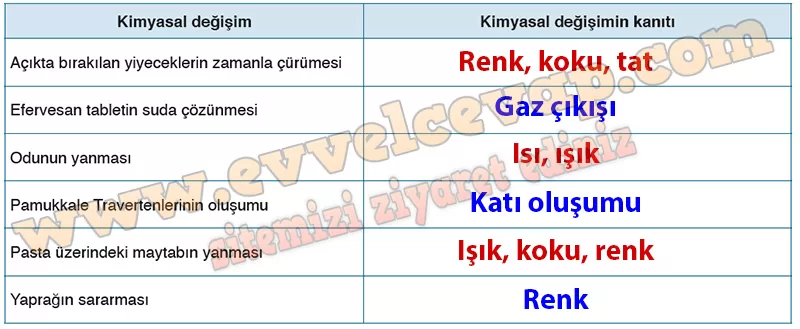 Kimyasal değişim
Kimyasal değişimin kanıtı
Açıkta bırakılan yiyeceklerin zamanla çürümesi
Renk, koku, tat
Efervesan tabletin suda çözünmesi
Gaz çıkışı
Odunun yanması
Isı, ışık
Pamukkale Travertenlerinin oluşumu
Katı oluşumu
Pasta üzerindeki maytabın yanması
Işık, koku, renk
Yaprağın sararması
Renk
www.evvelcevap.com
sitemizi ziyaret ediniz